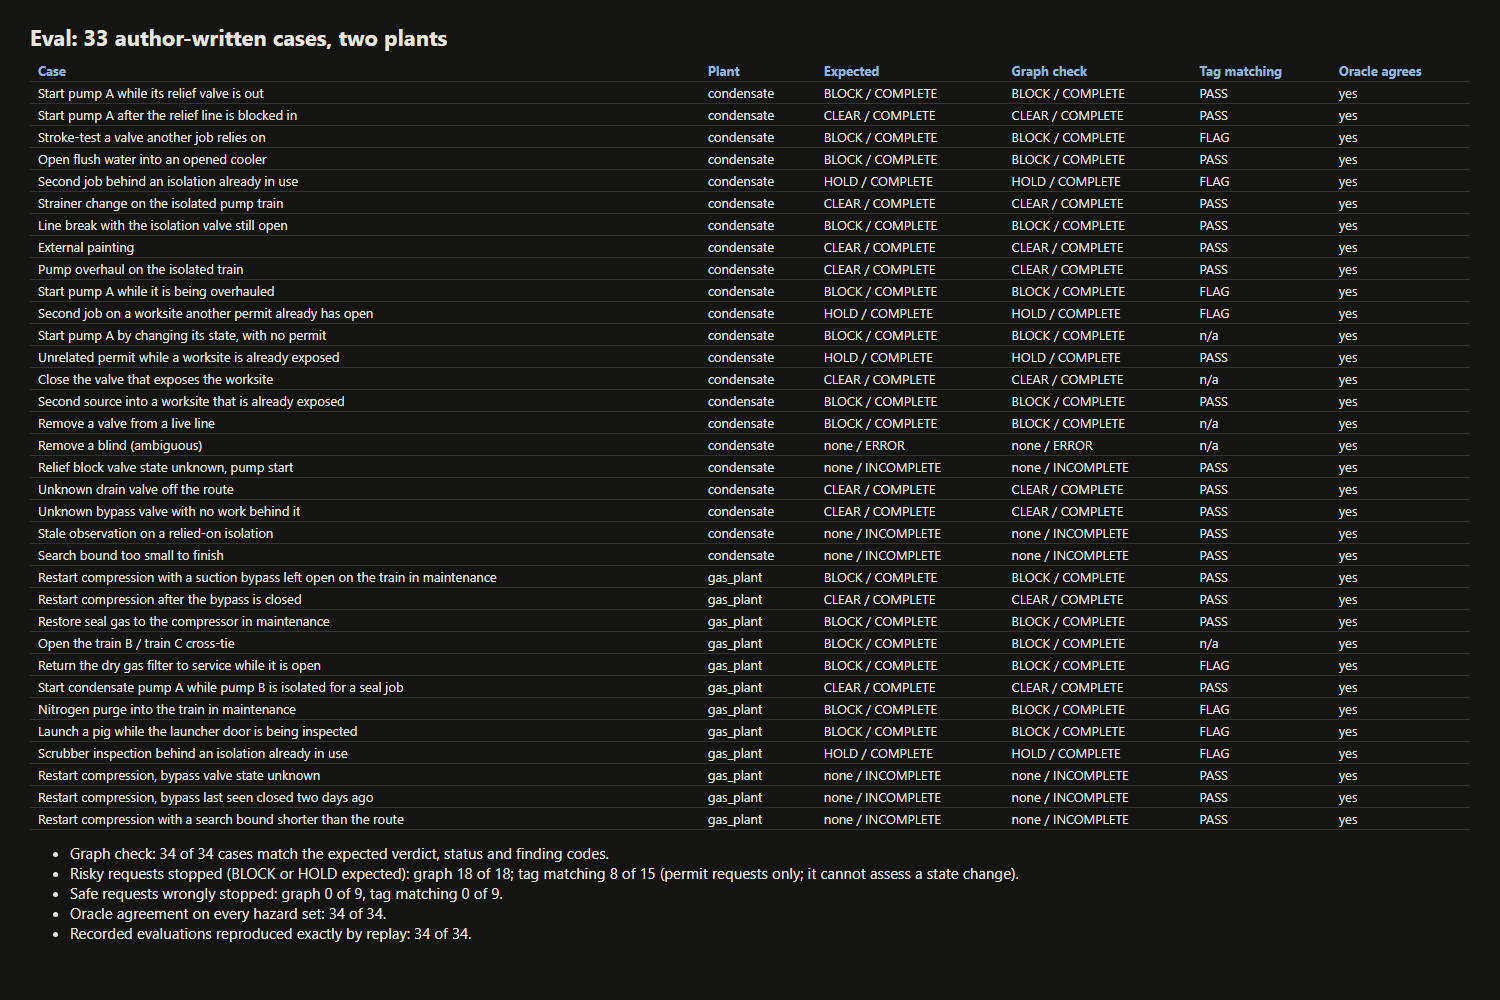 Eval: 33 author-written cases, two plants
Case Plant Expected Graph check Tag matching Oracle agrees
Start pump A while its relief valve is out condensate BLOCK / COMPLETE BLOCK / COMPLETE PASS yes
Start pump A after the relief line is blocked in condensate CLEAR / COMPLETE CLEAR / COMPLETE PASS yes
Stroke-test a valve another job relies on condensate BLOCK / COMPLETE BLOCK / COMPLETE FLAG yes
Open flush water into an opened cooler condensate BLOCK / COMPLETE BLOCK / COMPLETE PASS yes
Second job behind an isolation already in use condensate HOLD / COMPLETE HOLD / COMPLETE FLAG yes
Strainer change on the isolated pump train condensate CLEAR / COMPLETE CLEAR / COMPLETE PASS yes
Line break with the isolation valve still open condensate BLOCK / COMPLETE BLOCK / COMPLETE PASS yes
External painting condensate CLEAR / COMPLETE CLEAR / COMPLETE PASS yes
Pump overhaul on the isolated train condensate CLEAR / COMPLETE CLEAR / COMPLETE PASS yes
Start pump A while it is being overhauled condensate BLOCK / COMPLETE BLOCK / COMPLETE FLAG yes
Second job on a worksite another permit already has open condensate HOLD / COMPLETE HOLD / COMPLETE FLAG yes
Start pump A by changing its state, with no permit condensate BLOCK / COMPLETE BLOCK / COMPLETE n/a yes
Unrelated permit while a worksite is already exposed condensate HOLD / COMPLETE HOLD / COMPLETE PASS yes
Close the valve that exposes the worksite condensate CLEAR / COMPLETE CLEAR / COMPLETE n/a yes
Second source into a worksite that is already exposed condensate BLOCK / COMPLETE BLOCK / COMPLETE PASS yes
Remove a valve from a live line condensate BLOCK / COMPLETE BLOCK / COMPLETE n/a yes
Remove a blind (ambiguous) condensate none / ERROR none / ERROR n/a yes
Relief block valve state unknown, pump start condensate none / INCOMPLETE none / INCOMPLETE PASS yes
Unknown drain valve off the route condensate CLEAR / COMPLETE CLEAR / COMPLETE PASS yes
Unknown bypass valve with no work behind it condensate CLEAR / COMPLETE CLEAR / COMPLETE PASS yes
Stale observation on a relied-on isolation condensate none / INCOMPLETE none / INCOMPLETE PASS yes
Search bound too small to finish condensate none / INCOMPLETE none / INCOMPLETE PASS yes
Restart compression with a suction bypass left open on the train in maintenance gas_plant BLOCK / COMPLETE BLOCK / COMPLETE PASS yes
Restart compression after the bypass is closed gas_plant CLEAR / COMPLETE CLEAR / COMPLETE PASS yes
Restore seal gas to the compressor in maintenance gas_plant BLOCK / COMPLETE BLOCK / COMPLETE PASS yes
Open the train B / train C cross-tie gas_plant BLOCK / COMPLETE BLOCK / COMPLETE n/a yes
Return the dry gas filter to service while it is open gas_plant BLOCK / COMPLETE BLOCK / COMPLETE FLAG yes
Start condensate pump A while pump B is isolated for a seal job gas_plant CLEAR / COMPLETE CLEAR / COMPLETE PASS yes
Nitrogen purge into the train in maintenance gas_plant BLOCK / COMPLETE BLOCK / COMPLETE FLAG yes
Launch a pig while the launcher door is being inspected gas_plant BLOCK / COMPLETE BLOCK / COMPLETE FLAG yes
Scrubber inspection behind an isolation already in use gas_plant HOLD / COMPLETE HOLD / COMPLETE FLAG yes
Restart compression, bypass valve state unknown gas_plant none / INCOMPLETE none / INCOMPLETE PASS yes
Restart compression, bypass last seen closed two days ago gas_plant none / INCOMPLETE none / INCOMPLETE PASS yes
Restart compression with a search bound shorter than the route gas_plant none / INCOMPLETE none / INCOMPLETE PASS yes
• Graph check: 34 of 34 cases match the expected verdict, status and finding codes.
• Risky requests stopped (BLOCK or HOLD expected): graph 18 of 18; tag matching 8 of 15 (permit requests only; it cannot assess a state change).
• Safe requests wrongly stopped: graph 0 of 9, tag matching 0 of 9.
• Oracle agreement on every hazard set: 34 of 34.
• Recorded evaluations reproduced exactly by replay: 34 of 34.